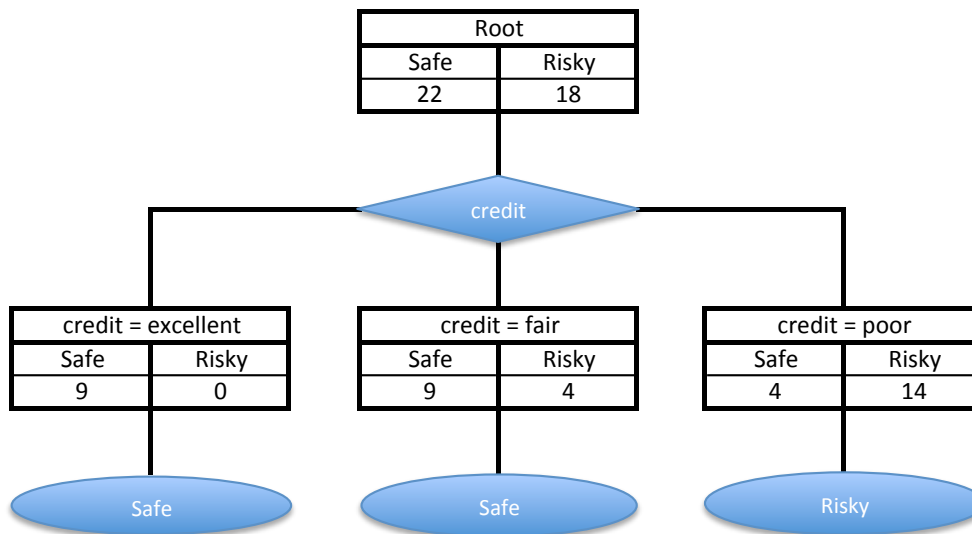 Root
Safe Risky
22 18
credit
credit = excellent
Safe Risky
9 0
credit = fair
Safe Risky
9 4
credit = poor
Safe Risky
4 14
Safe
Safe
Risky